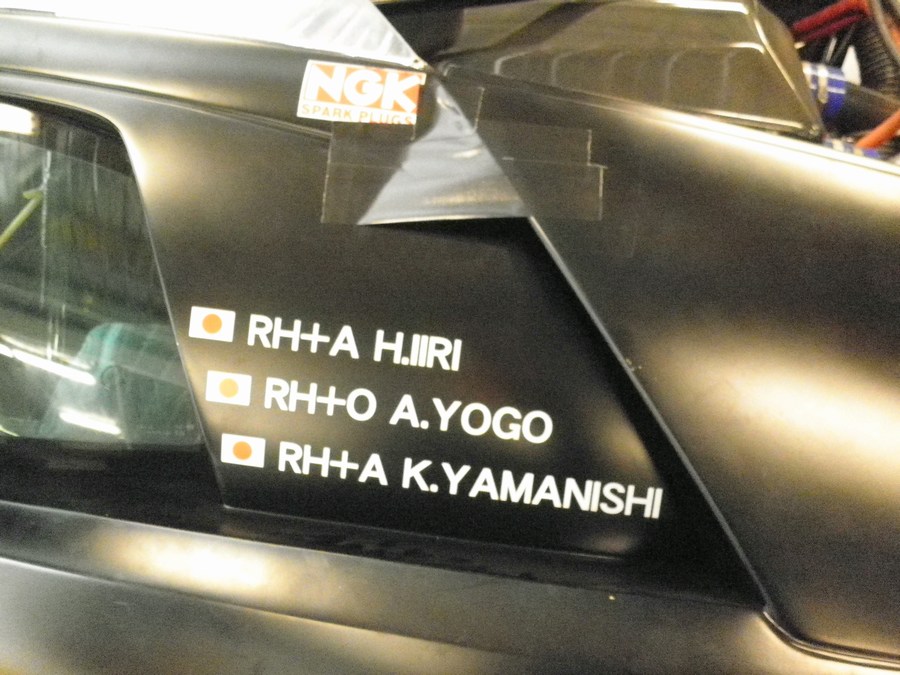 NGK
SPARK PLUGS
RH+A H.IIRI
RH+O A.YOGO
RH+A K.YAMANISHI